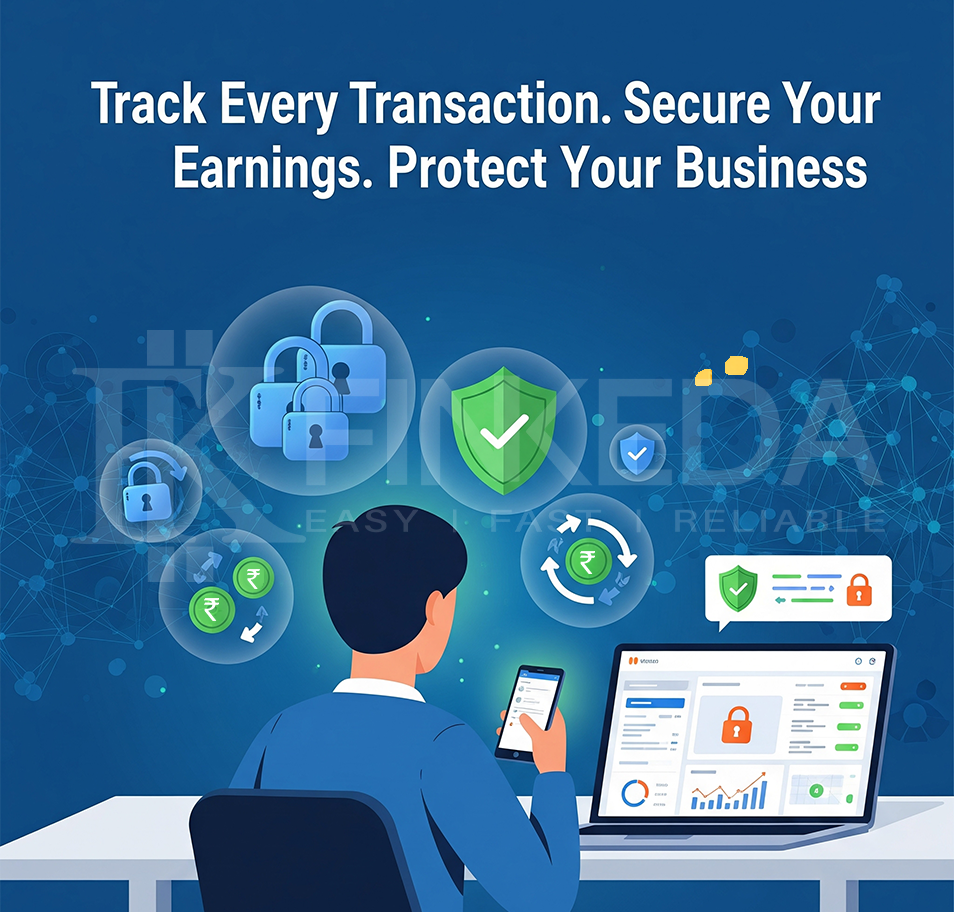 Track Every Transaction. Secure Your
Earnings. Protect Your Business
FINKEDA
EASY | FAST | RELIABLE
₹
₹
₹